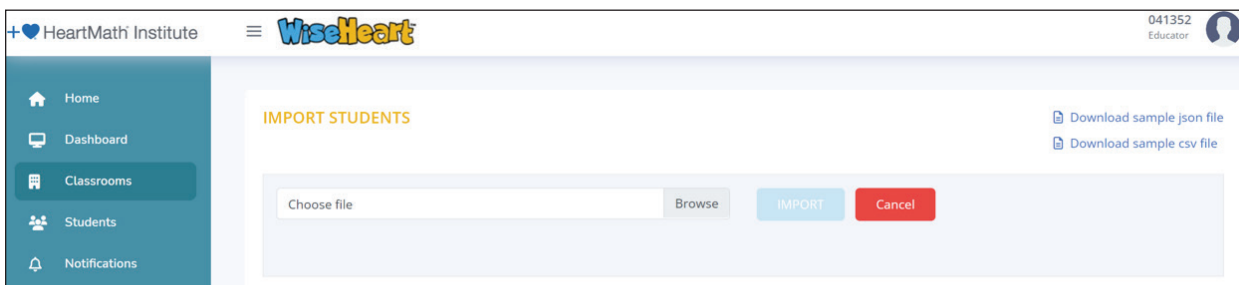 HeartMath Institute
WiseHeart
041352
Educator
Home
Dashboard
Classrooms
Students
Notifications
IMPORT STUDENTS
Download sample json file
Download sample csv file
Choose file
Browse
IMPORT
Cancel